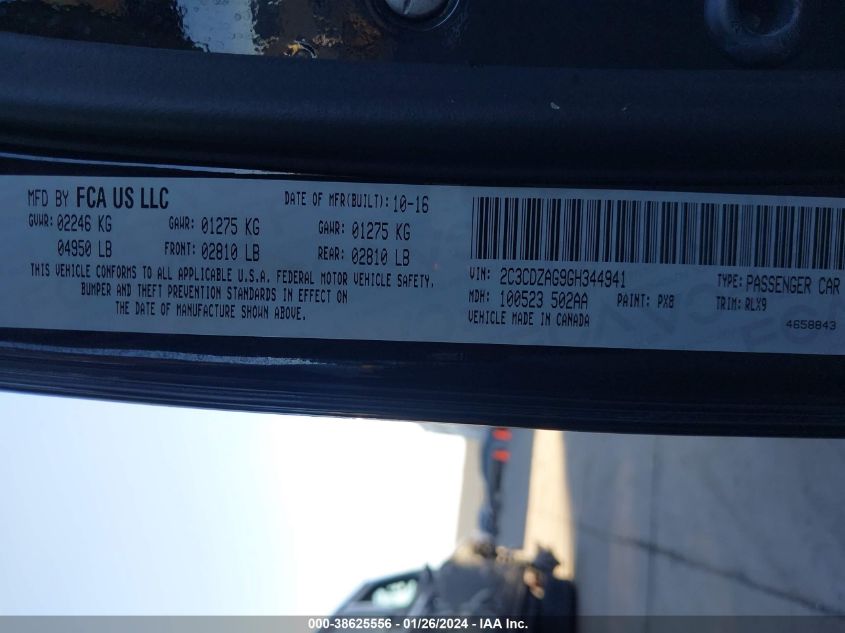 MFD BY FCA US LLC
DATE OF MFR(BUILT): 10-16
GVWR: 02246 KG GAWR: 01275 KG GAWR: 01275 KG
04950 LB FRONT: 02810 LB REAR: 02810 LB
THIS VEHICLE CONFORMS TO ALL APPLICABLE U.S.A. FEDERAL MOTOR VEHICLE SAFETY,
BUMPER AND THEFT PREVENTION STANDARDS IN EFFECT ON
THE DATE OF MANUFACTURE SHOWN ABOVE.
VIN: 2C3CDZAG9GH344941 TYPE: PASSENGER CAR
MDH: 100523 502AA PAINT: PX8 TRIM: RLX9
VEHICLE MADE IN CANADA 4658843
000-38625556 - 01/26/2024 - IAA Inc.